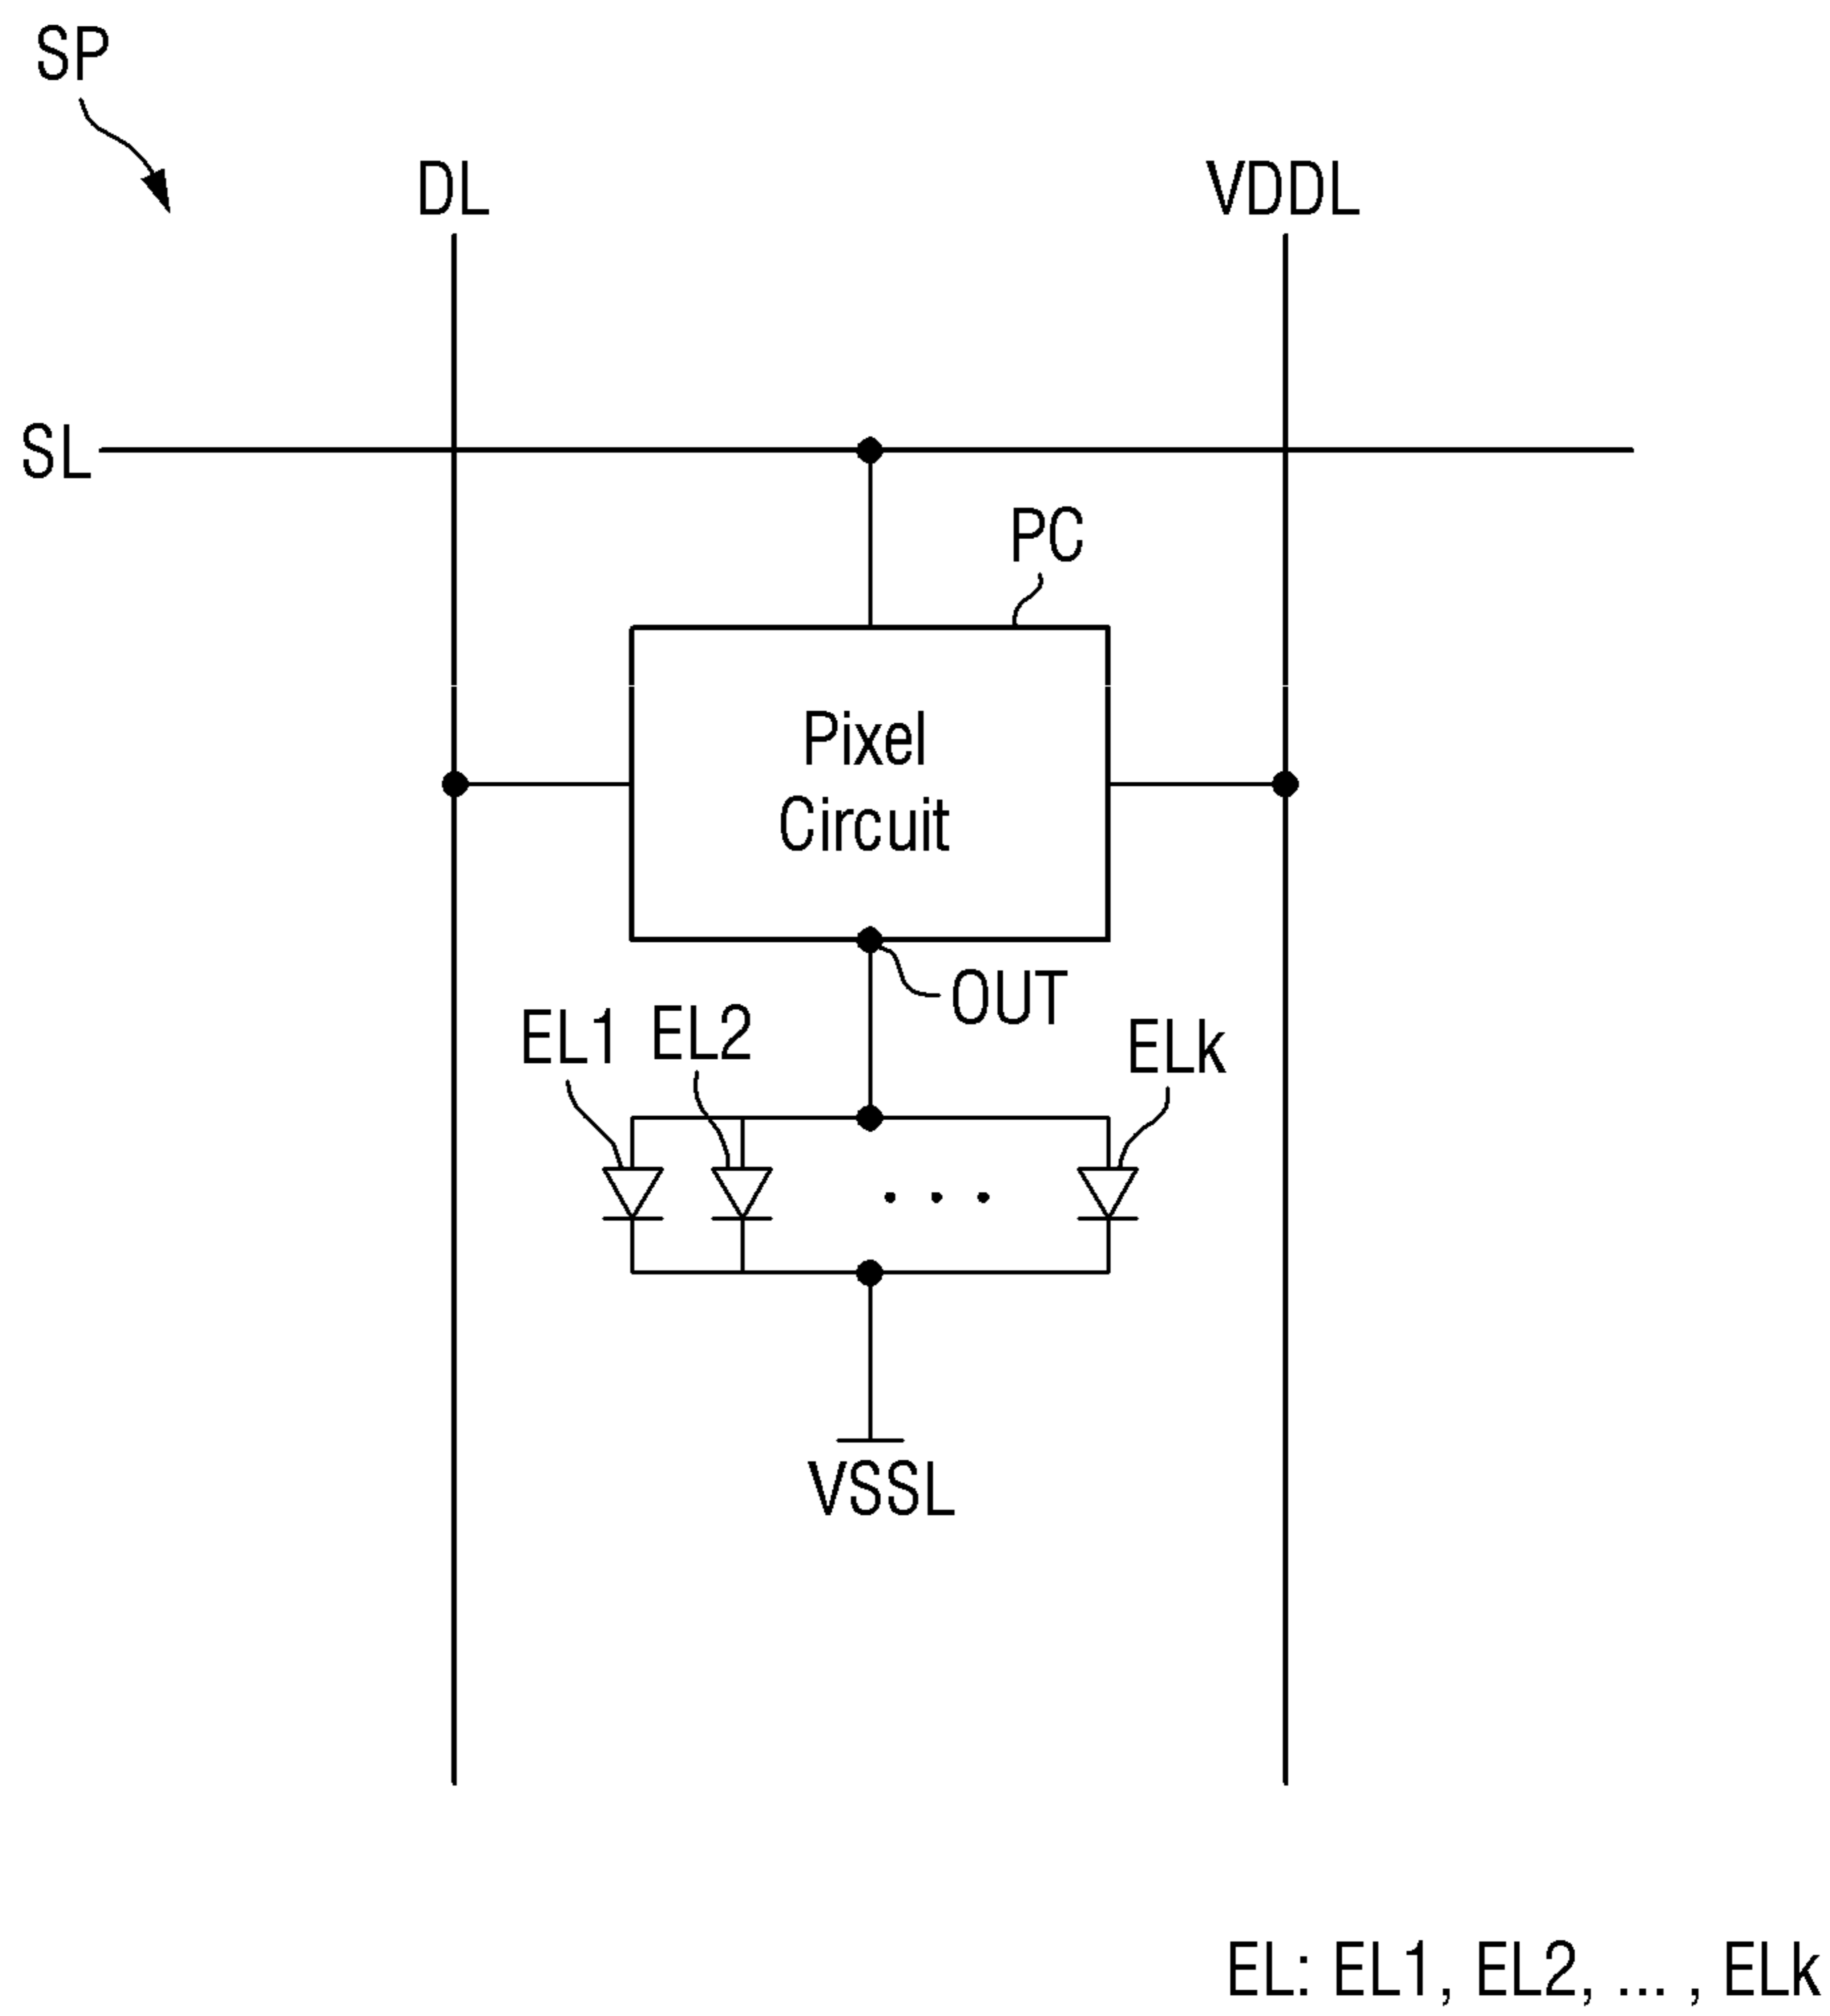 SP
DL
VDDL
SL
PC
Pixel
Circuit
OUT
EL1
EL2
ELk
VSSL
EL: EL1, EL2, ... , ELk